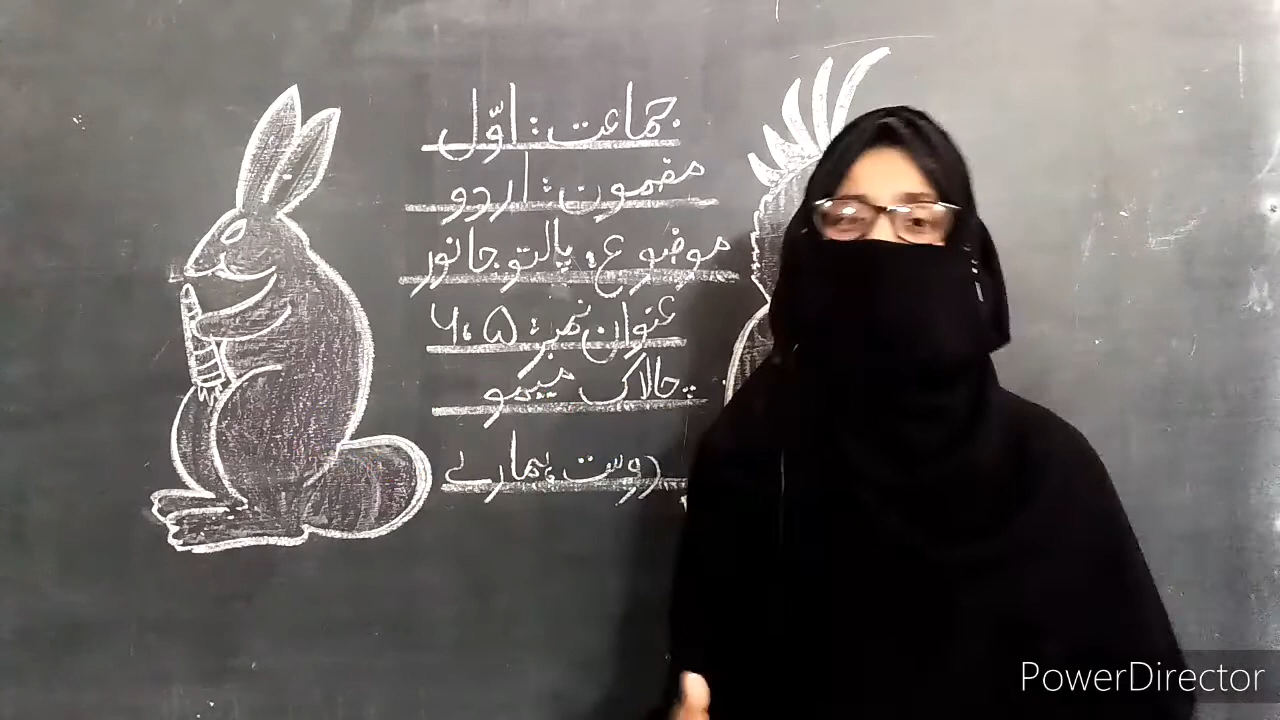 جماعت: اوّل
مضمون: اردو
موضوع: پالتو جانور
عنوان نمبر: ۵، ۶
چالاک میمو
دوست ہمارے
PowerDirector